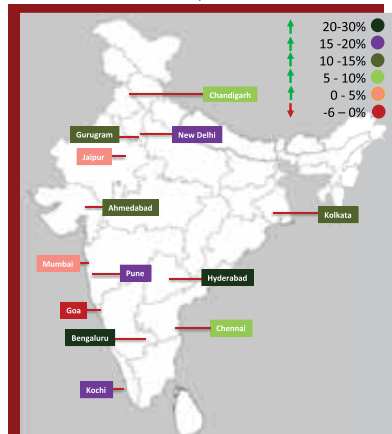 20-30%
15 -20%
10 -15%
5 - 10%
0 - 5%
-6 – 0%
Chandigarh
Gurugram
New Delhi
Jaipur
Ahmedabad
Kolkata
Mumbai
Pune
Hyderabad
Goa
Chennai
Bengaluru
Kochi